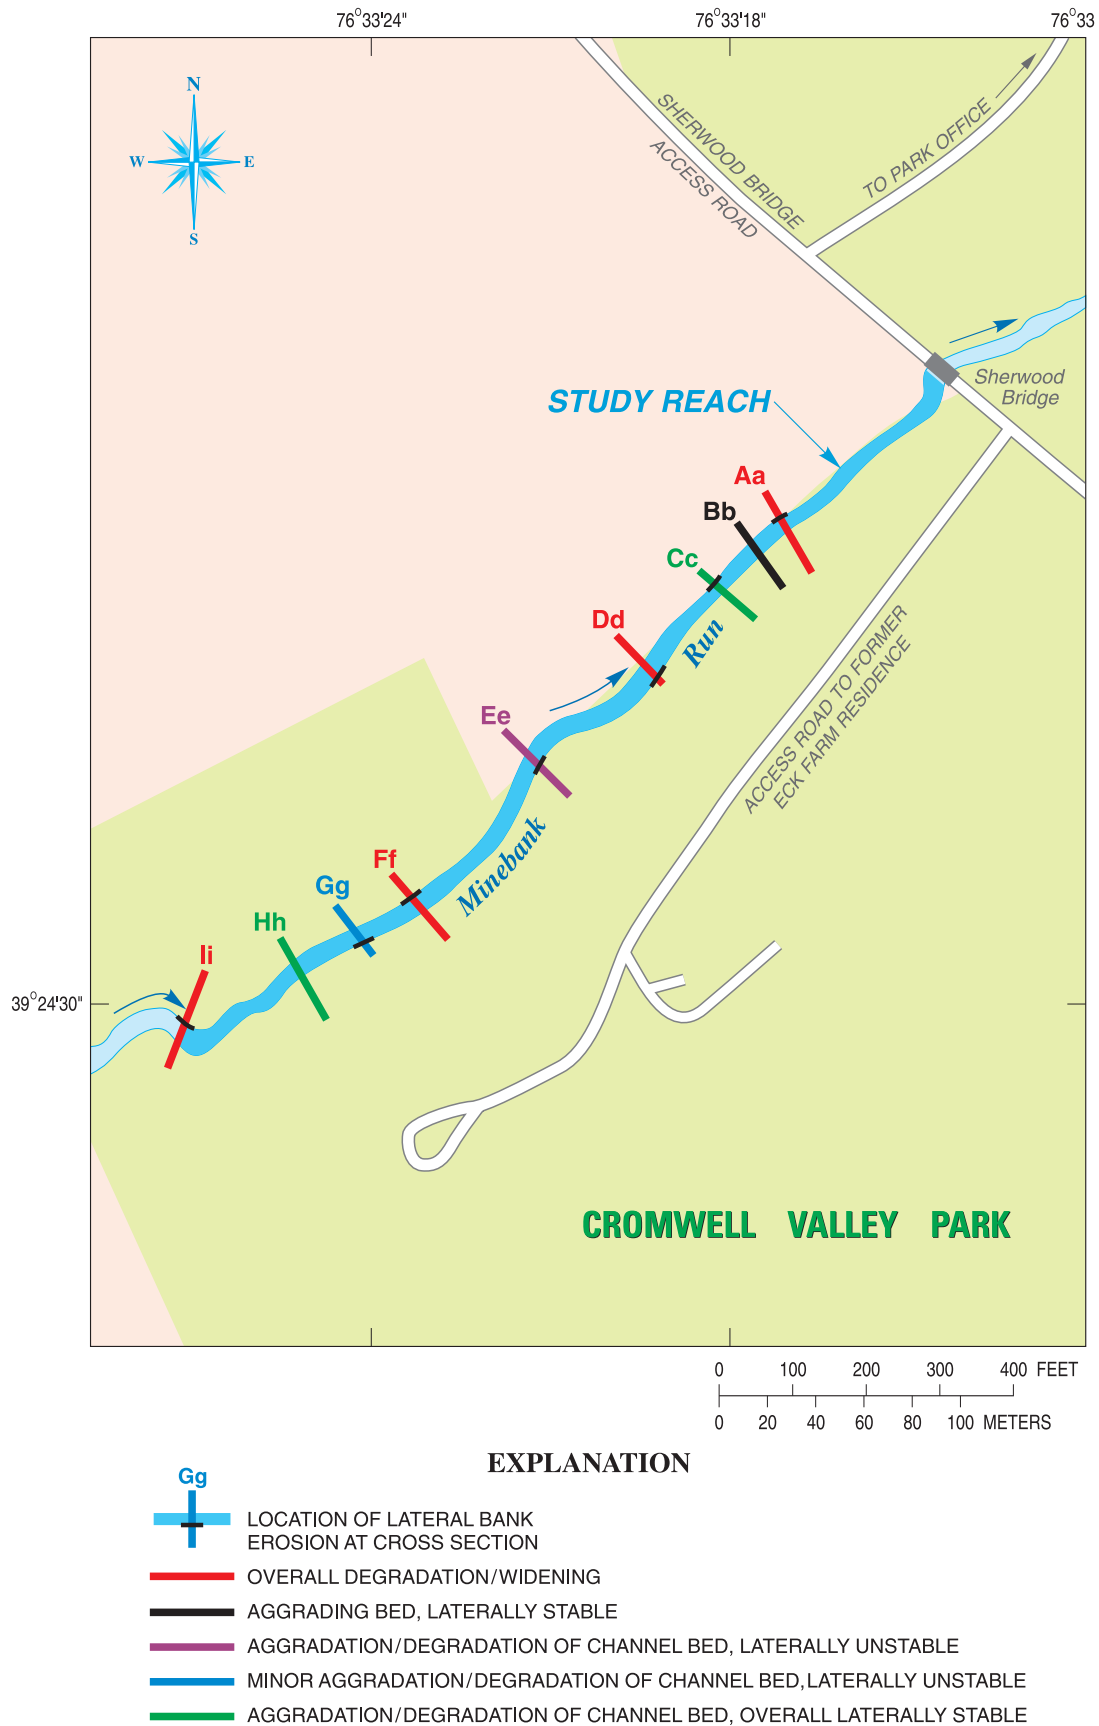 76°33'24"
76°33'18"
76°33
N
W
E
S
SHERWOOD BRIDGE
ACCESS ROAD
TO PARK OFFICE
Sherwood
Bridge
STUDY REACH
Aa
Bb
Cc
Dd
Run
Ee
ACCESS ROAD TO FORMER
ECK FARM RESIDENCE
Minebank
Ff
Gg
Hh
Ii
39°24'30"
CROMWELL VALLEY PARK
0 100 200 300 400 FEET
0 20 40 60 80 100 METERS
EXPLANATION
Gg
LOCATION OF LATERAL BANK
EROSION AT CROSS SECTION
OVERALL DEGRADATION/WIDENING
AGGRADING BED, LATERALLY STABLE
AGGRADATION/DEGRADATION OF CHANNEL BED, LATERALLY UNSTABLE
MINOR AGGRADATION/DEGRADATION OF CHANNEL BED, LATERALLY UNSTABLE
AGGRADATION/DEGRADATION OF CHANNEL BED, OVERALL LATERALLY STABLE